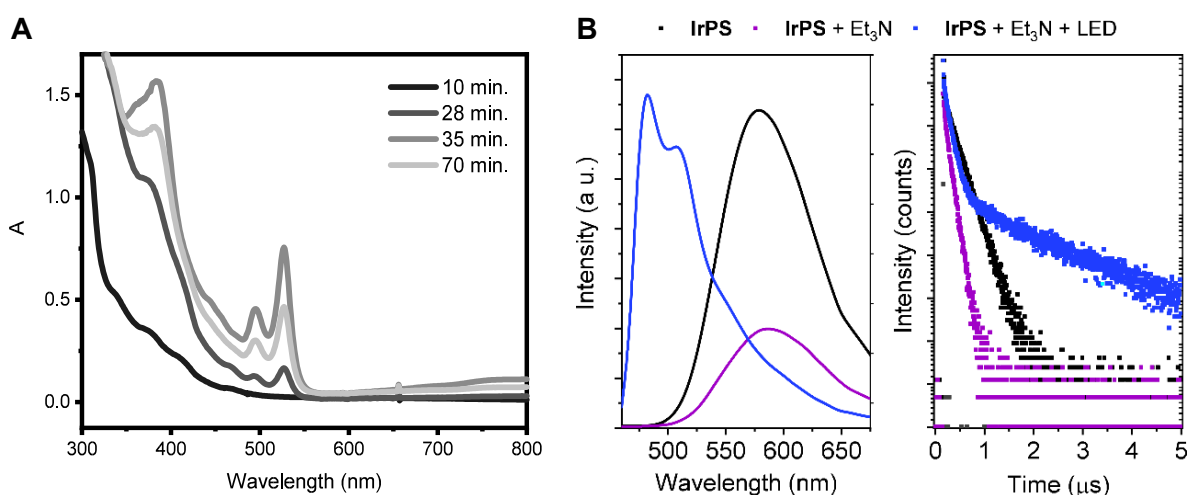 A
1.5
1.0
0.5
0.0
A
10 min.
28 min.
35 min.
70 min.
300 400 500 600 700 800
Wavelength (nm)
B
IrPS IrPS + Et₃N IrPS + Et₃N + LED
Intensity (a u.)
500 550 600 650
Wavelength (nm)
Intensity (counts)
0 1 2 3 4 5
Time (μs)